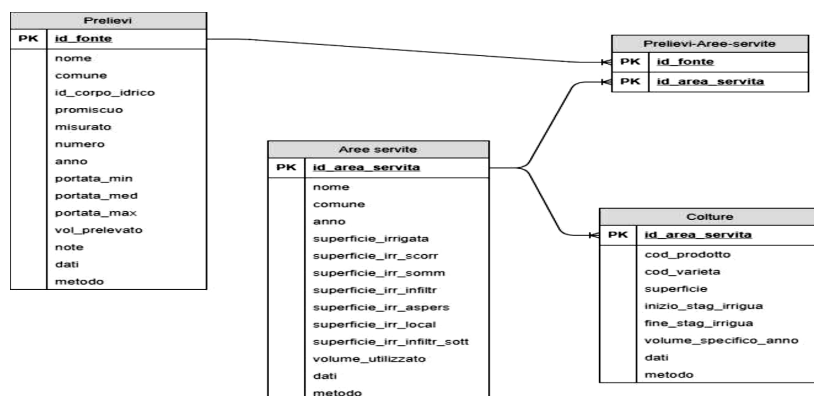 Prelievi
PK id_fonte
nome
comune
id_corpo_idrico
promiscuo
misurato
numero
anno
portata_min
portata_med
portata_max
vol_prelevato
note
dati
metodo
Prelievi-Aree-servite
PK id_fonte
PK id_area_servita
Aree servite
PK id_area_servita
nome
comune
anno
superficie_irrigata
superficie_irr_scorr
superficie_irr_somm
superficie_irr_infiltr
superficie_irr_aspers
superficie_irr_local
superficie_irr_infiltr_sott
volume_utilizzato
dati
metodo
Colture
PK id_area_servita
cod_prodotto
cod_varieta
superficie
inizio_stag_irrigua
fine_stag_irrigua
volume_specifico_anno
dati
metodo